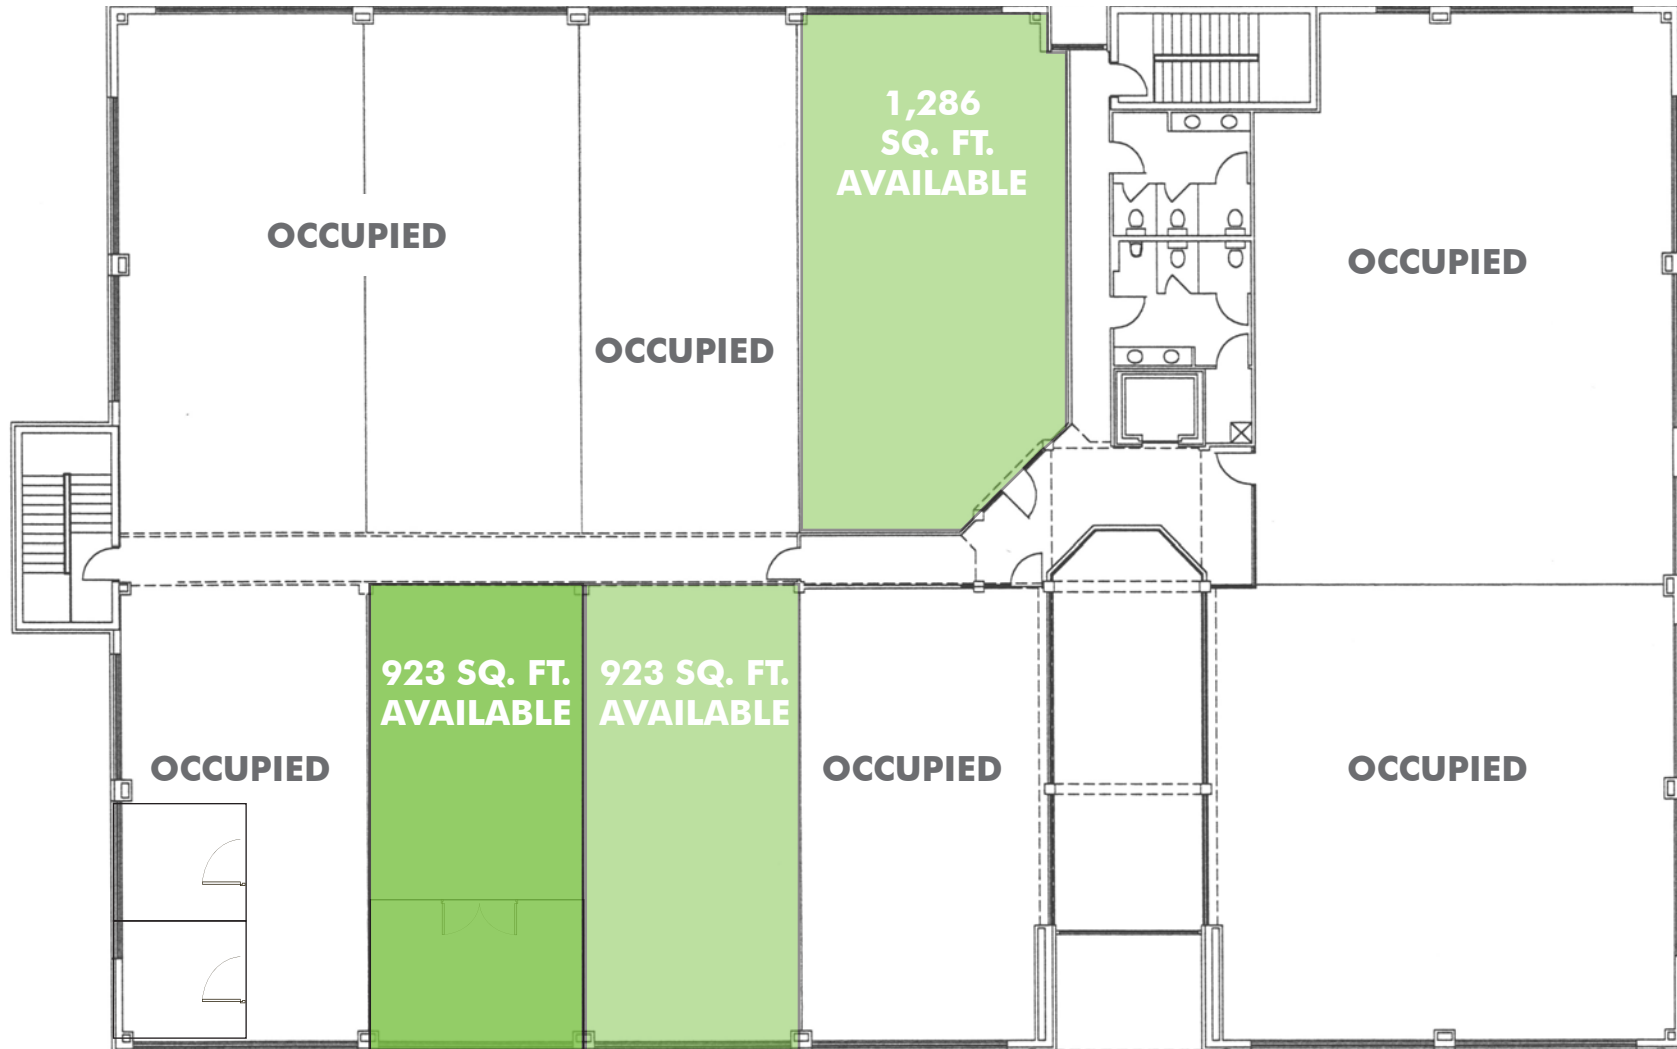 1,286
SQ. FT.
AVAILABLE
OCCUPIED
OCCUPIED
OCCUPIED
923 SQ. FT.
AVAILABLE
923 SQ. FT.
AVAILABLE
OCCUPIED
OCCUPIED
OCCUPIED